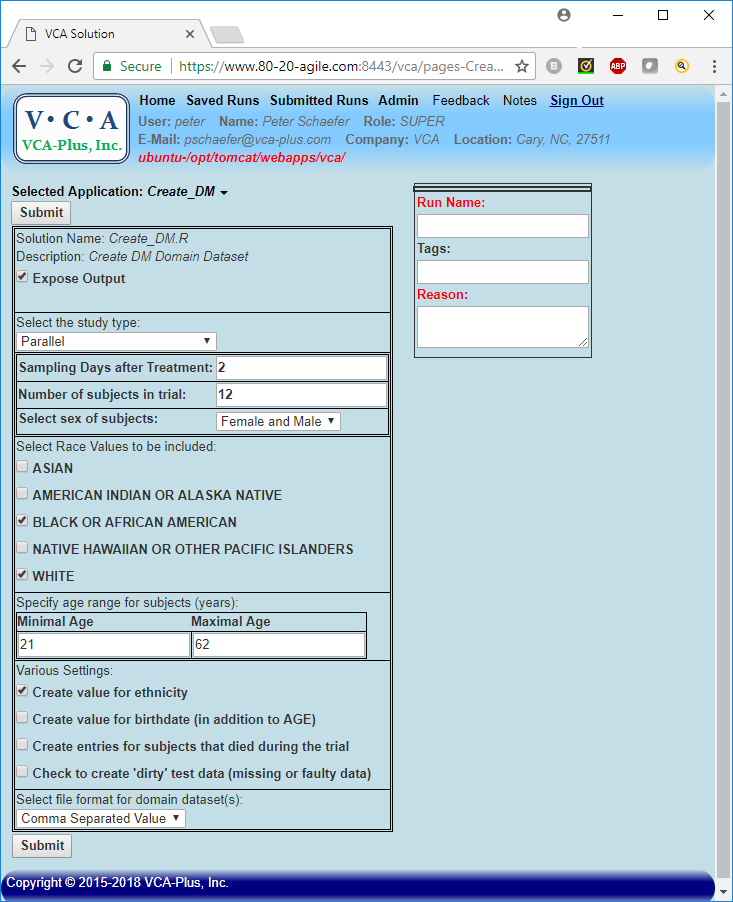 VCA Solution
Secure | https://www.80-20-agile.com:8443/vca/pages-Crea...
B
ABP
V·C·A
VCA-Plus, Inc.
Home Saved Runs Submitted Runs Admin Feedback Notes Sign Out
User: peter Name: Peter Schaefer Role: SUPER
E-Mail: pschaefer@vca-plus.com Company: VCA Location: Cary, NC, 27511
ubuntu-/opt/tomcat/webapps/vca/
Selected Application: Create_DM
Submit
Solution Name: Create_DM.R
Description: Create DM Domain Dataset
Expose Output
Select the study type:
Parallel
Sampling Days after Treatment: 2
Number of subjects in trial: 12
Select sex of subjects: Female and Male
Select Race Values to be included:
ASIAN
AMERICAN INDIAN OR ALASKA NATIVE
BLACK OR AFRICAN AMERICAN
NATIVE HAWAIIAN OR OTHER PACIFIC ISLANDERS
WHITE
Specify age range for subjects (years):
Minimal Age Maximal Age
21 62
Various Settings:
Create value for ethnicity
Create value for birthdate (in addition to AGE)
Create entries for subjects that died during the trial
Check to create 'dirty' test data (missing or faulty data)
Select file format for domain dataset(s):
Comma Separated Value
Submit
Run Name:
Tags:
Reason:
Copyright © 2015-2018 VCA-Plus, Inc.